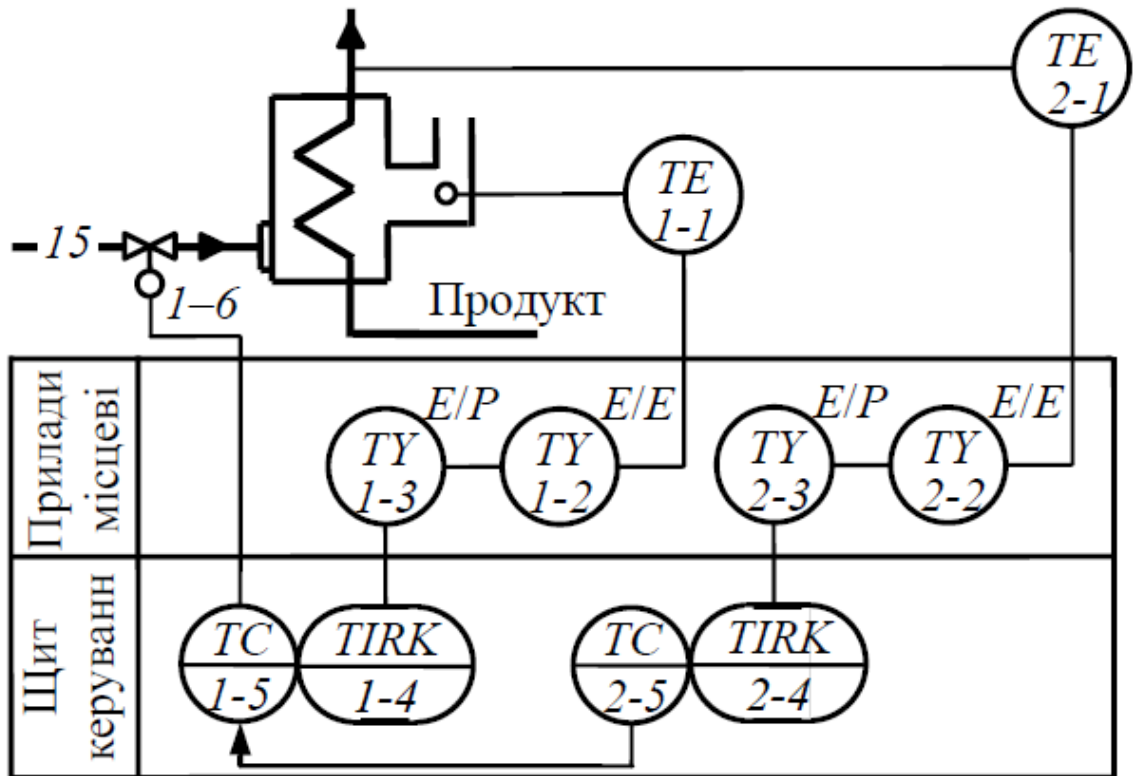 TE
2-1
TE
1-1
15
1–6
Продукт
Прилади
місцеві
E/P
E/E
E/P
E/E
TY
1-3
TY
1-2
TY
2-3
TY
2-2
Щит
керуванн
TC
1-5
TIRK
1-4
TC
2-5
TIRK
2-4